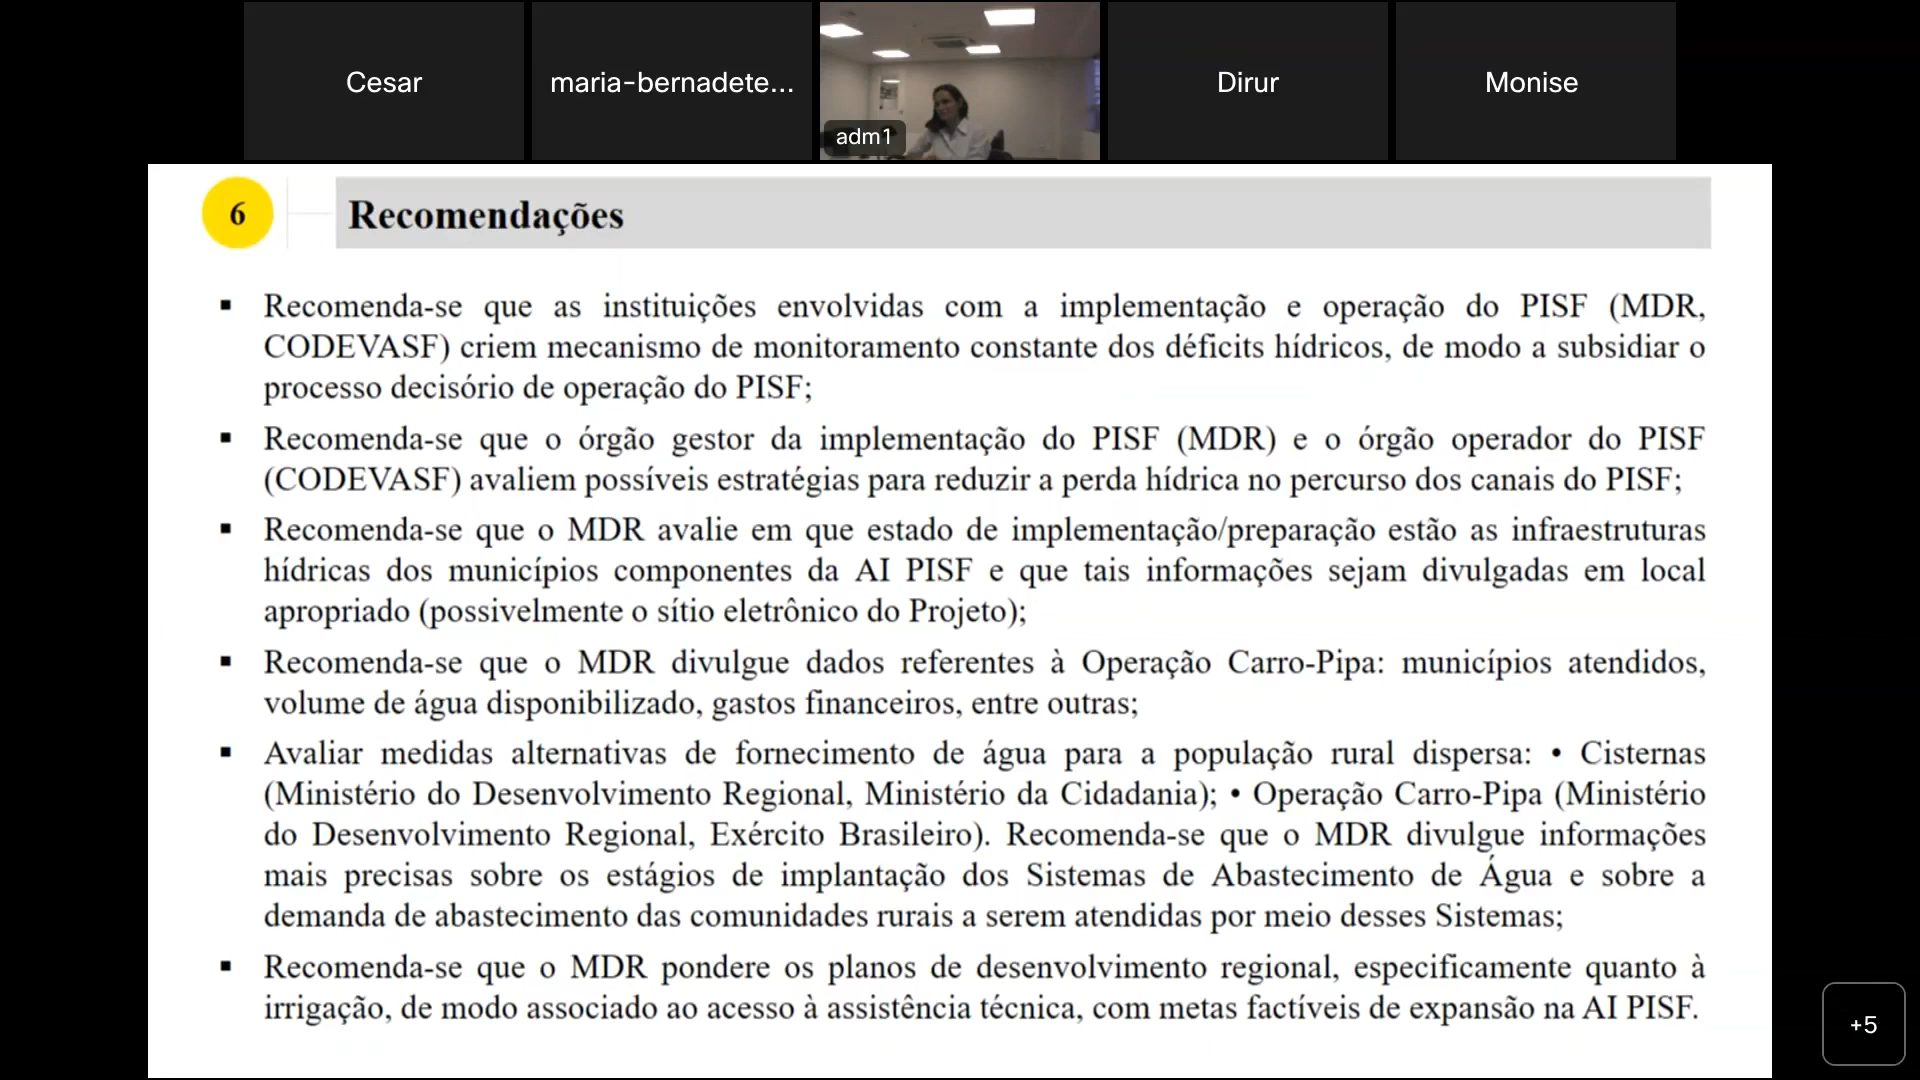 Cesar
maria-bernadete...
adm1
Dirur
Monise
6
Recomendações
▪ Recomenda-se que as instituições envolvidas com a implementação e operação do PISF (MDR,
CODEVASF) criem mecanismo de monitoramento constante dos déficits hídricos, de modo a subsidiar o
processo decisório de operação do PISF;
▪ Recomenda-se que o órgão gestor da implementação do PISF (MDR) e o órgão operador do PISF
(CODEVASF) avaliem possíveis estratégias para reduzir a perda hídrica no percurso dos canais do PISF;
▪ Recomenda-se que o MDR avalie em que estado de implementação/preparação estão as infraestruturas
hídricas dos municípios componentes da AI PISF e que tais informações sejam divulgadas em local
apropriado (possivelmente o sítio eletrônico do Projeto);
▪ Recomenda-se que o MDR divulgue dados referentes à Operação Carro-Pipa: municípios atendidos,
volume de água disponibilizado, gastos financeiros, entre outras;
▪ Avaliar medidas alternativas de fornecimento de água para a população rural dispersa: • Cisternas
(Ministério do Desenvolvimento Regional, Ministério da Cidadania); • Operação Carro-Pipa (Ministério
do Desenvolvimento Regional, Exército Brasileiro). Recomenda-se que o MDR divulgue informações
mais precisas sobre os estágios de implantação dos Sistemas de Abastecimento de Água e sobre a
demanda de abastecimento das comunidades rurais a serem atendidas por meio desses Sistemas;
▪ Recomenda-se que o MDR pondere os planos de desenvolvimento regional, especificamente quanto à
irrigação, de modo associado ao acesso à assistência técnica, com metas factíveis de expansão na AI PISF.
+5